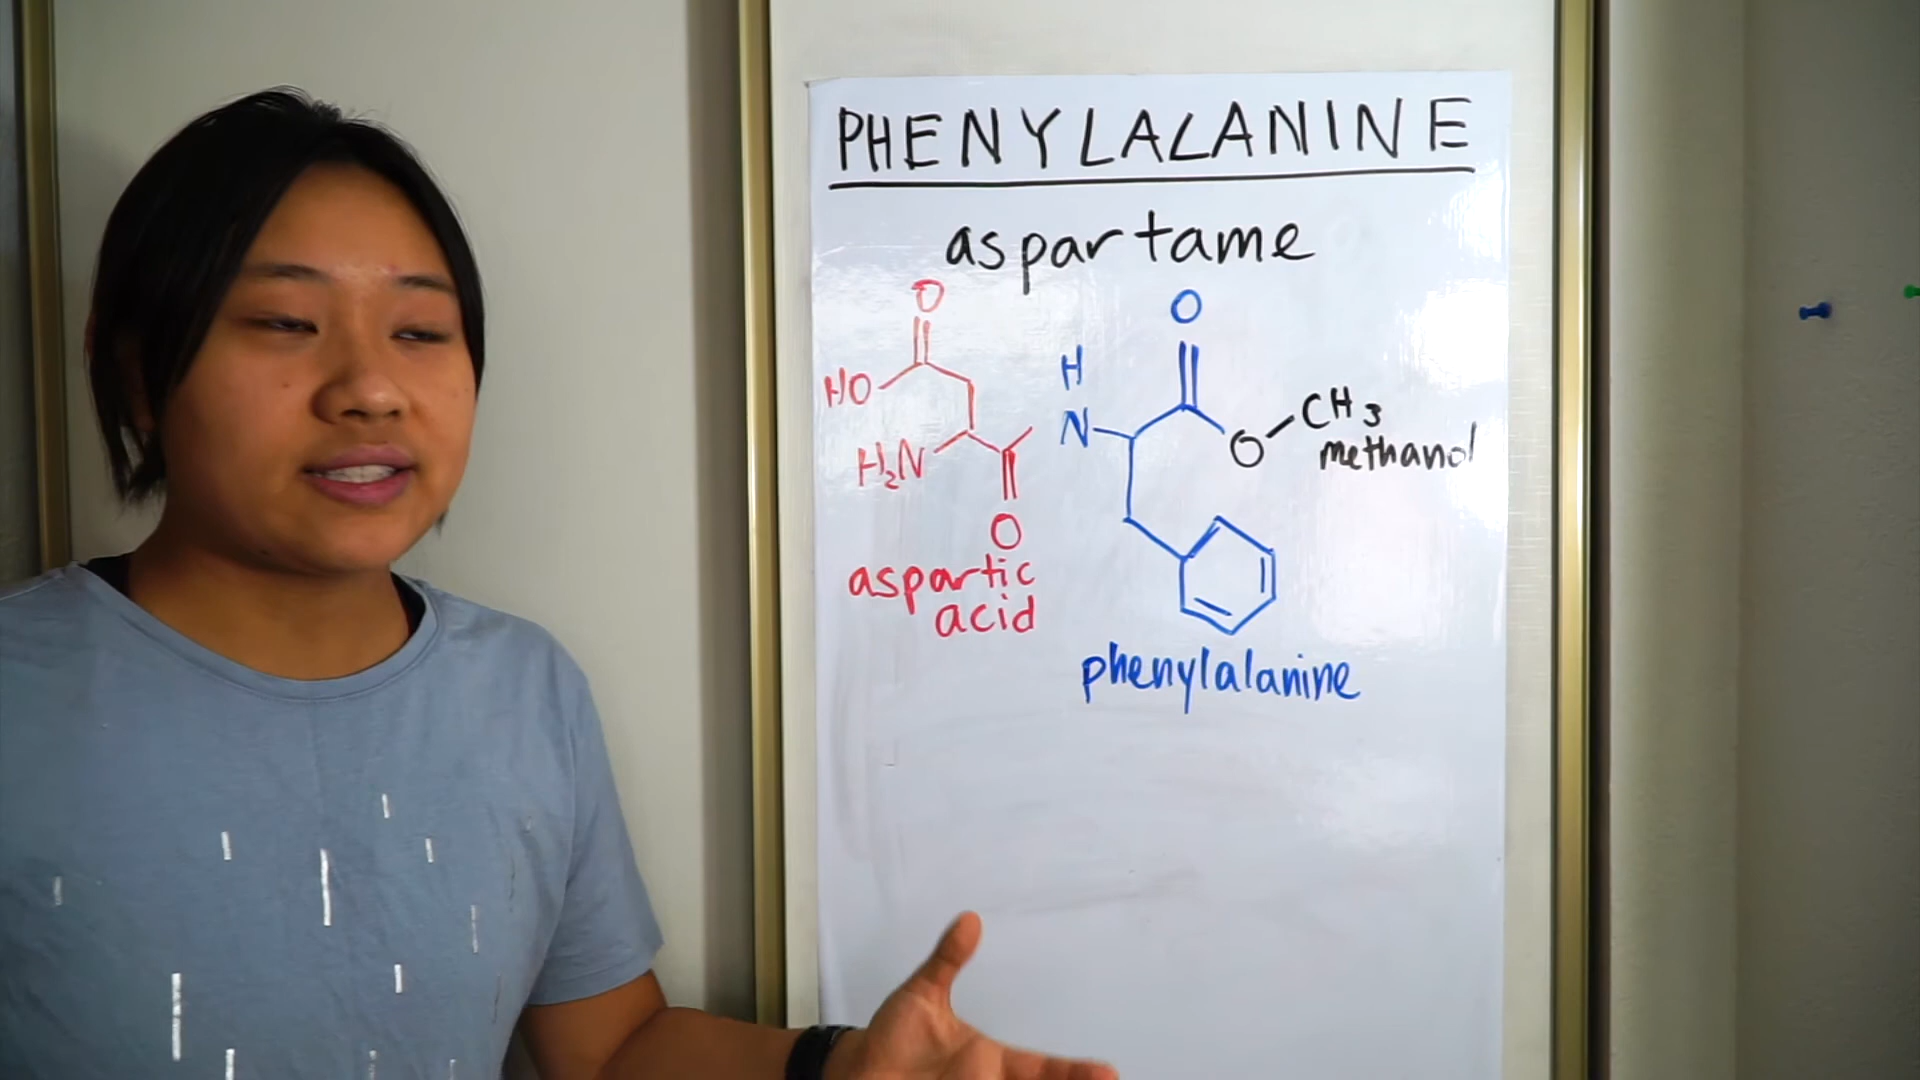 PHENYLALANINE
aspartame
O
O
H
HO
CH3
N
O
methanol
H2N
O
aspartic
acid
phenylalanine